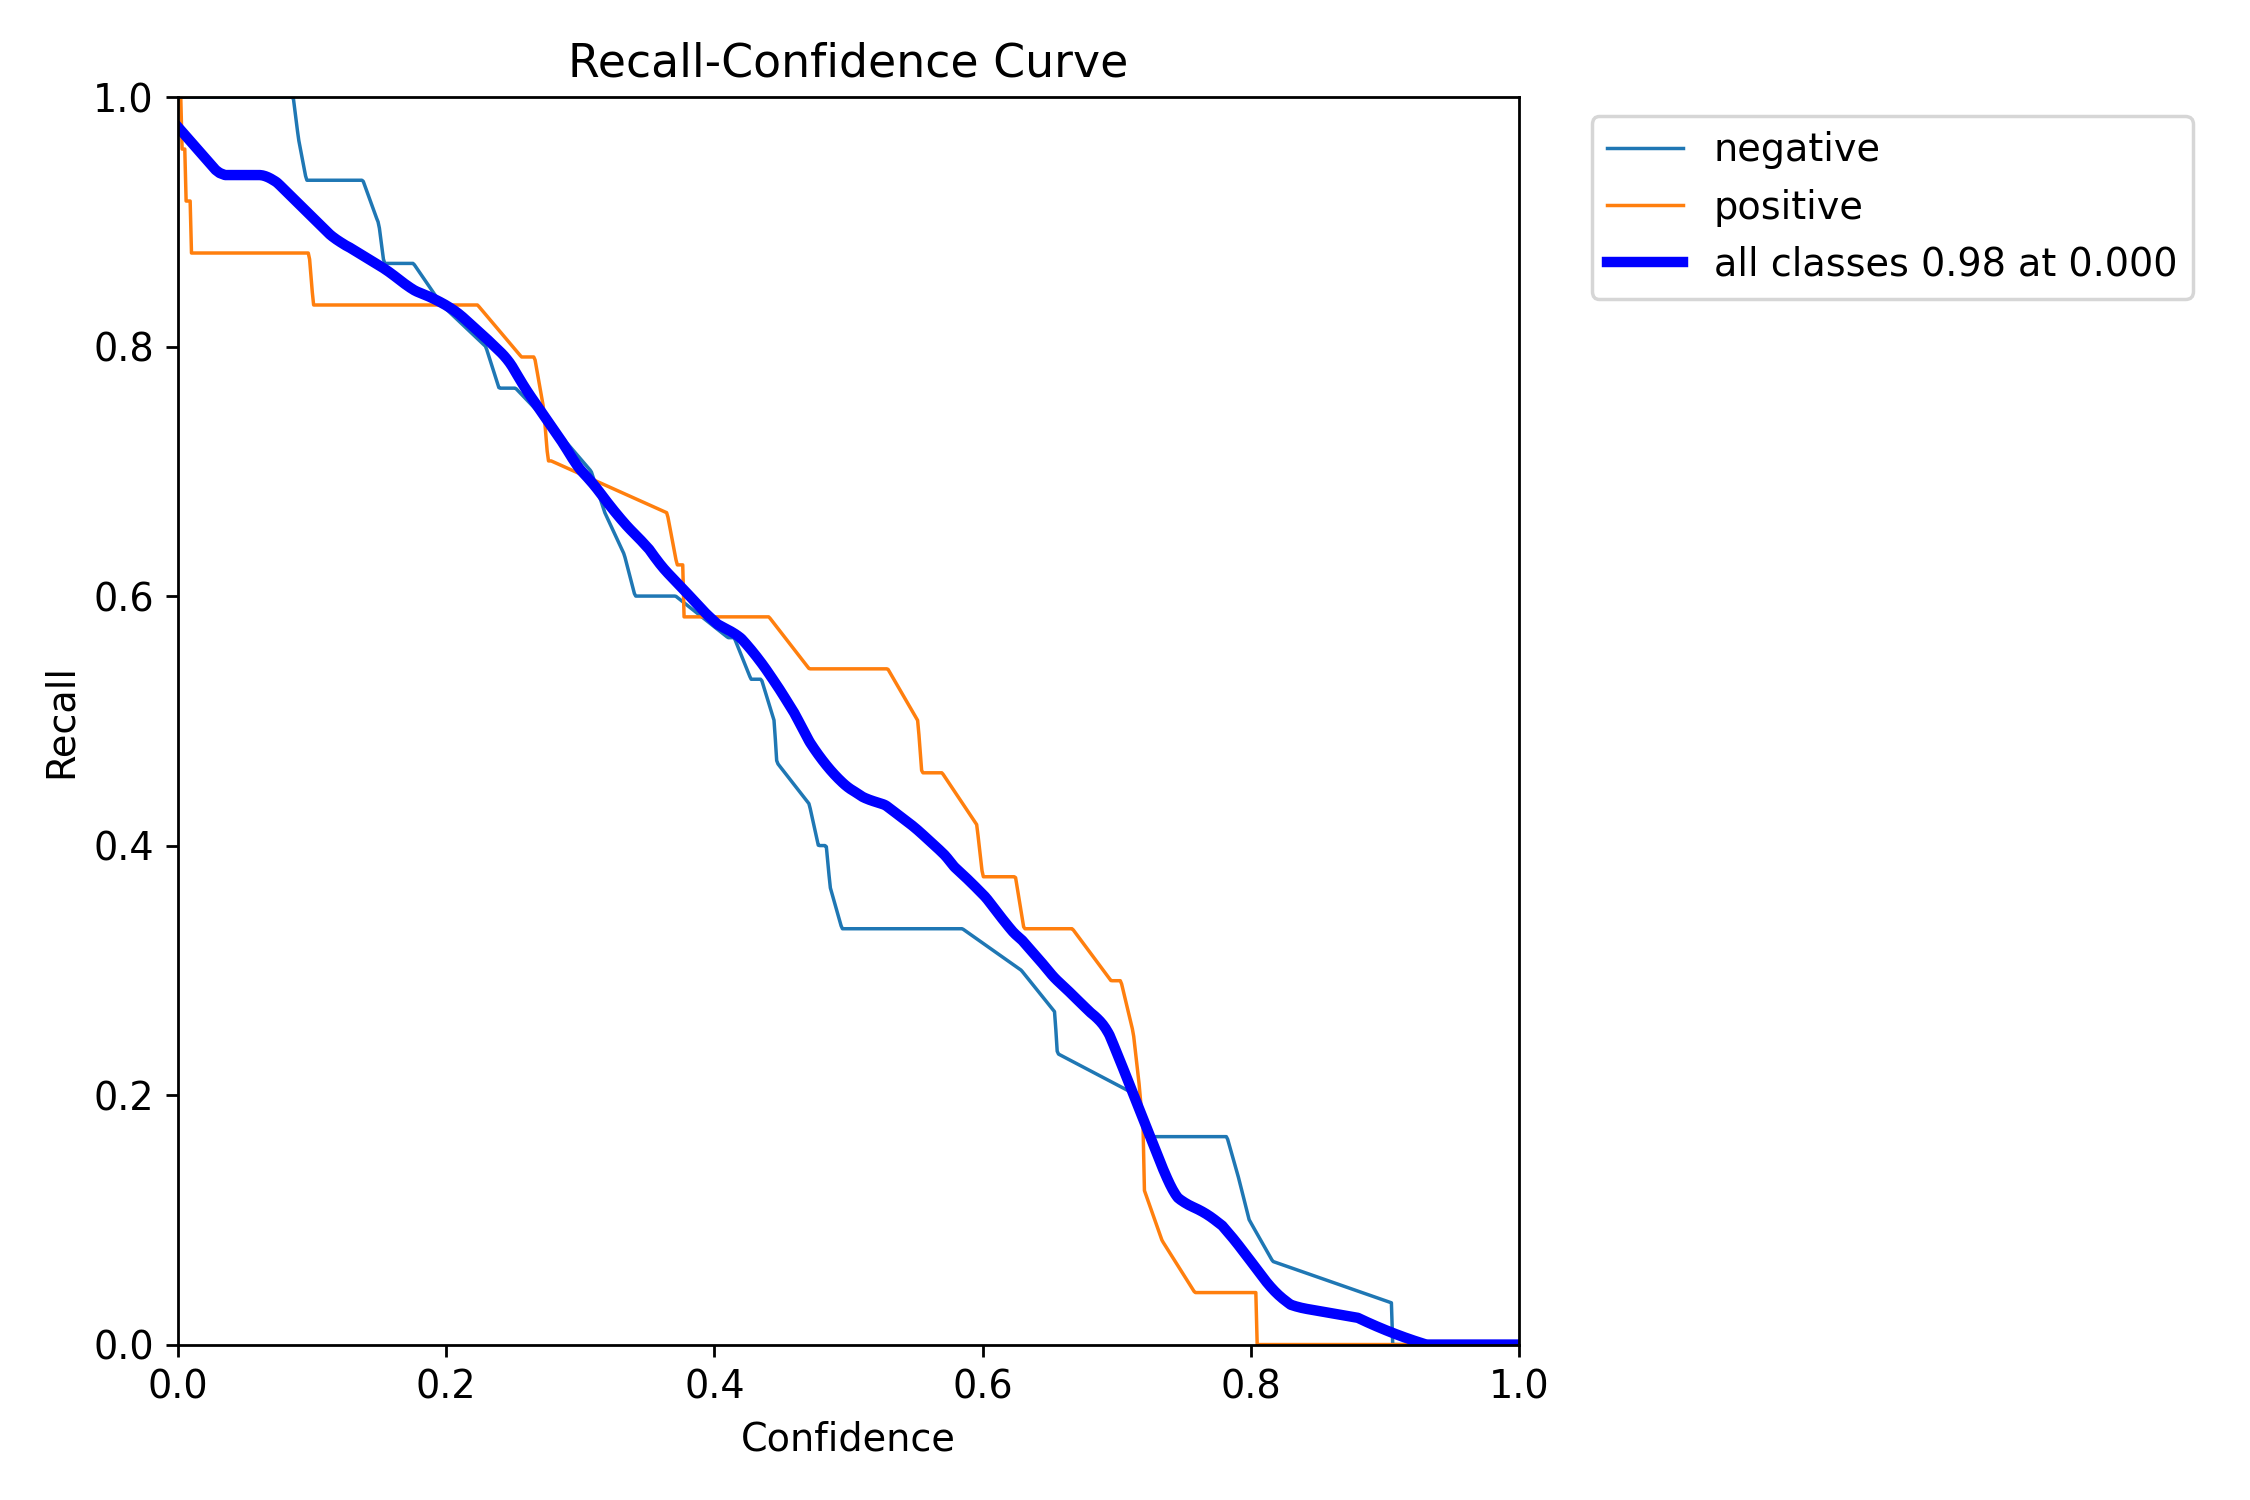 Recall-Confidence Curve
1.0
0.8
0.6
0.4
0.2
0.0
Recall
0.0 0.2 0.4 0.6 0.8 1.0
Confidence
negative
positive
all classes 0.98 at 0.000